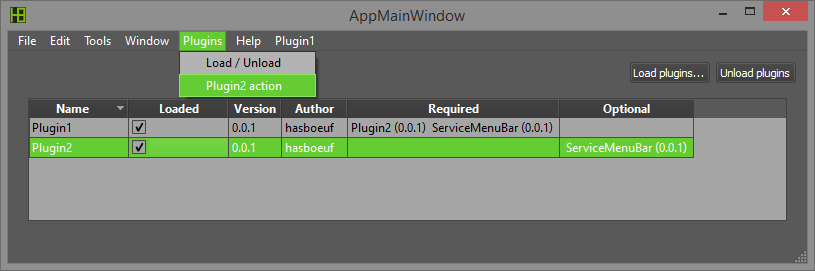 AppMainWindow
File Edit Tools Window Plugins Help Plugin1
Load / Unload
Plugin2 action
Load plugins... Unload plugins
Name Loaded Version Author Required Optional
Plugin1 0.0.1 hasboeuf Plugin2 (0.0.1) ServiceMenuBar (0.0.1)
Plugin2 0.0.1 hasboeuf ServiceMenuBar (0.0.1)